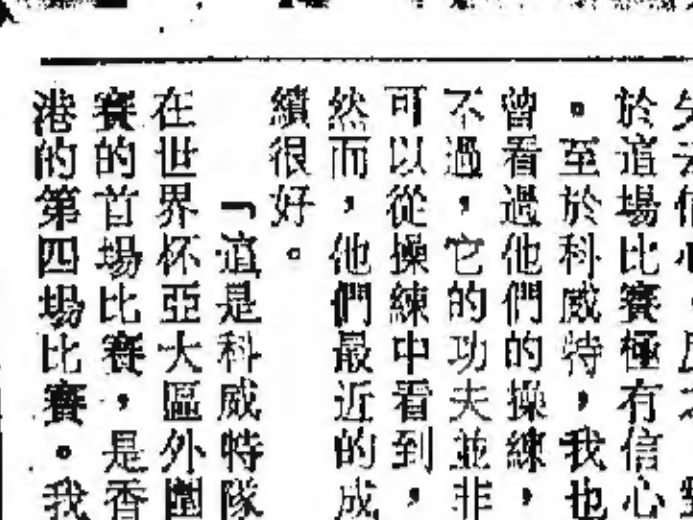 失去信心
於這場比賽極有信心
。至於科威特，我也
曾看過他們的操練，
不過，它的功夫並非
可以從操練中看到，
然而，他們最近的成
績很好。
「這是科威特隊
在世界杯亞大區外圍
賽的首場比賽，是香
港的第四場比賽。我